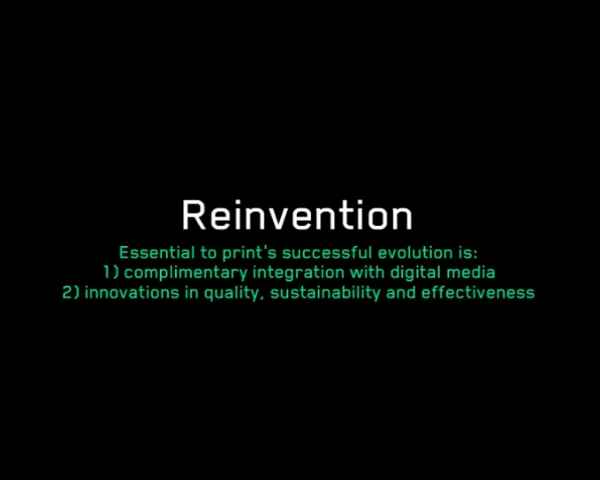 Reinvention
Essential to print's successful evolution is:
1) complimentary integration with digital media
2) innovations in quality, sustainability and effectiveness